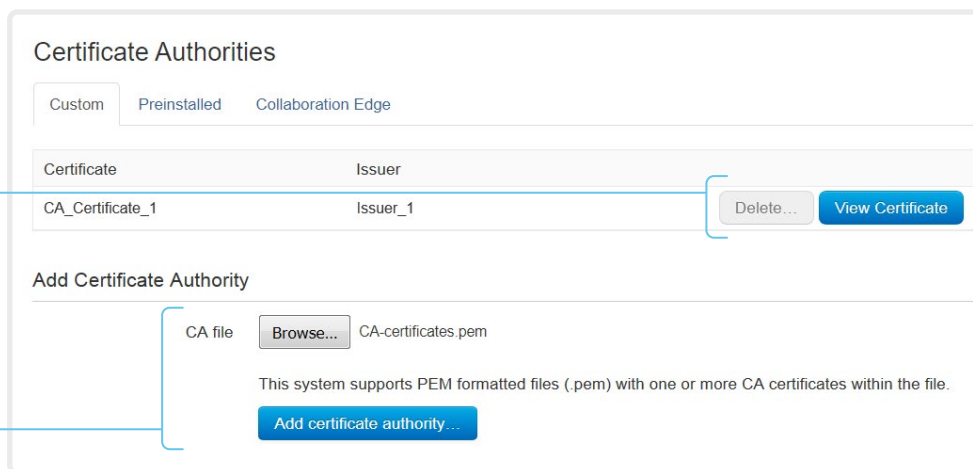 Certificate Authorities
Custom Preinstalled Collaboration Edge
Certificate Issuer
CA_Certificate_1 Issuer_1 Delete... View Certificate
Add Certificate Authority
CA file Browse... CA-certificates.pem
This system supports PEM formatted files (.pem) with one or more CA certificates within the file.
Add certificate authority...